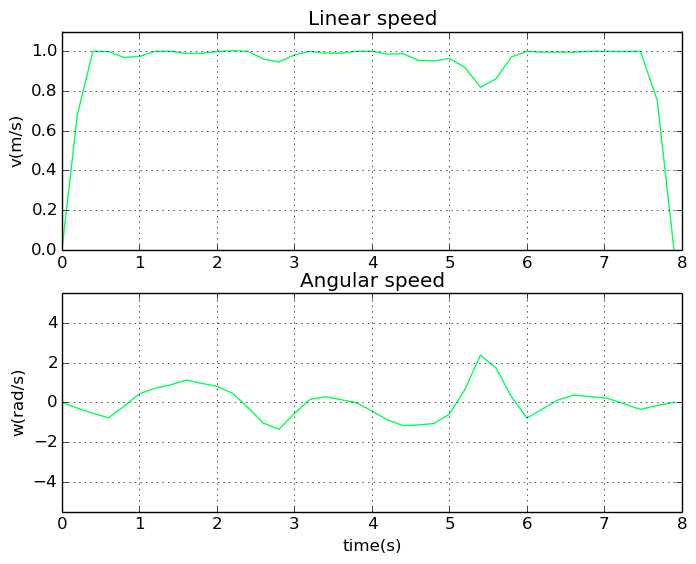 Linear speed
1.0
0.8
0.6
0.4
0.2
0.0
v(m/s)
0 1 2 3 4 5 6 7 8
Angular speed
4
2
0
−2
−4
w(rad/s)
0 1 2 3 4 5 6 7 8
time(s)